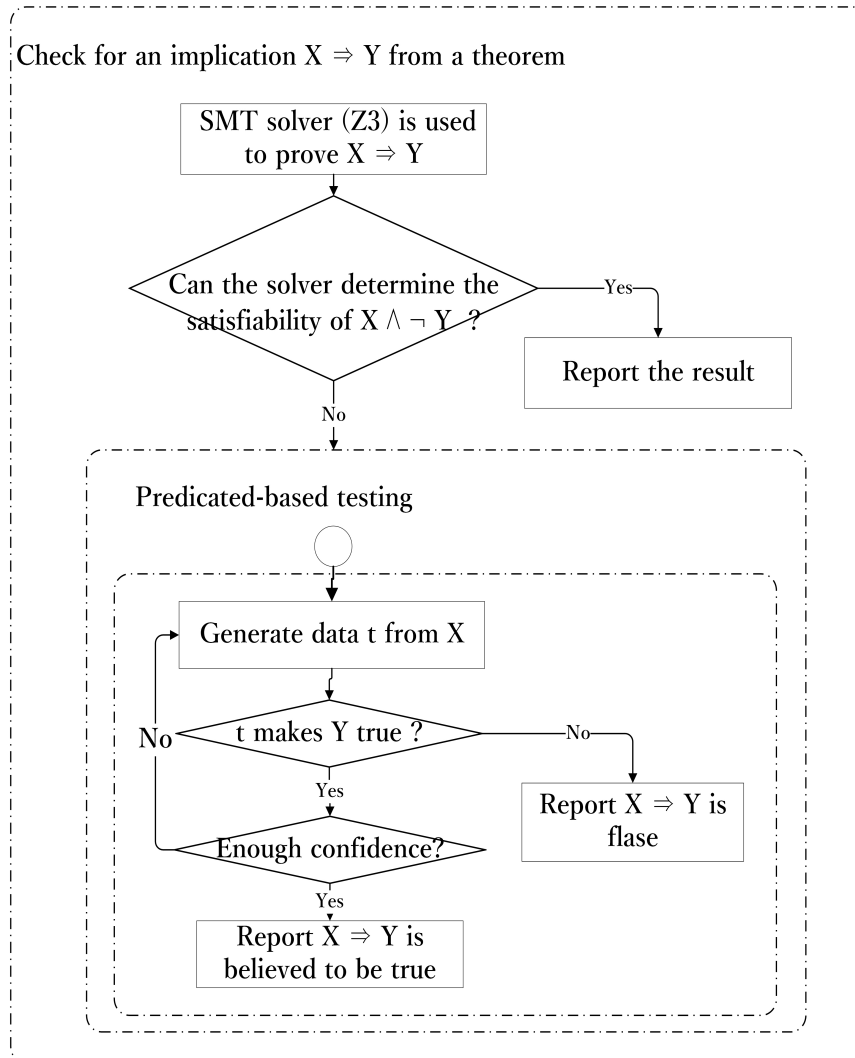 Check for an implication X ⇒ Y from a theorem
SMT solver (Z3) is used
to prove X ⇒ Y
Can the solver determine the
satisfiability of X ∧ ¬ Y ?
Yes
Report the result
No
Predicated-based testing
Generate data t from X
t makes Y true ?
No
No
Yes
Report X ⇒ Y is
flase
Enough confidence?
Yes
Report X ⇒ Y is
believed to be true